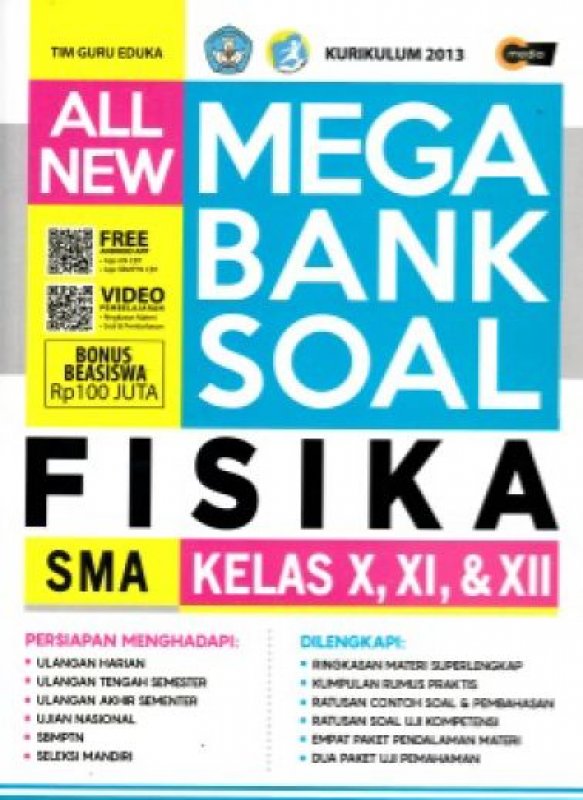 TIM GURU EDUKA
KURIKULUM 2013
C media
ALL
NEW
MEGA
BANK
SOAL
FREE
VIDEO
PEMBELAJARAN
BONUS
BEASISWA
Rp100 JUTA
FISIKA
SMA
KELAS X, XI, & XII
PERSIAPAN MENGHADAPI:
ULANGAN HARIAN
ULANGAN TENGAH SEMESTER
ULANGAN AKHIR SEMENTER
UJIAN NASIONAL
SBMPTN
SELEKSI MANDIRI
DILENGKAPI:
RINGKASAN MATERI SUPERLENGKAP
KUMPULAN RUMUS PRAKTIS
RATUSAN CONTOH SOAL & PEMBAHASAN
RATUSAN SOAL UJI KOMPETENSI
EMPAT PAKET PENDALAMAN MATERI
DUA PAKET UJI PEMAHAMAN